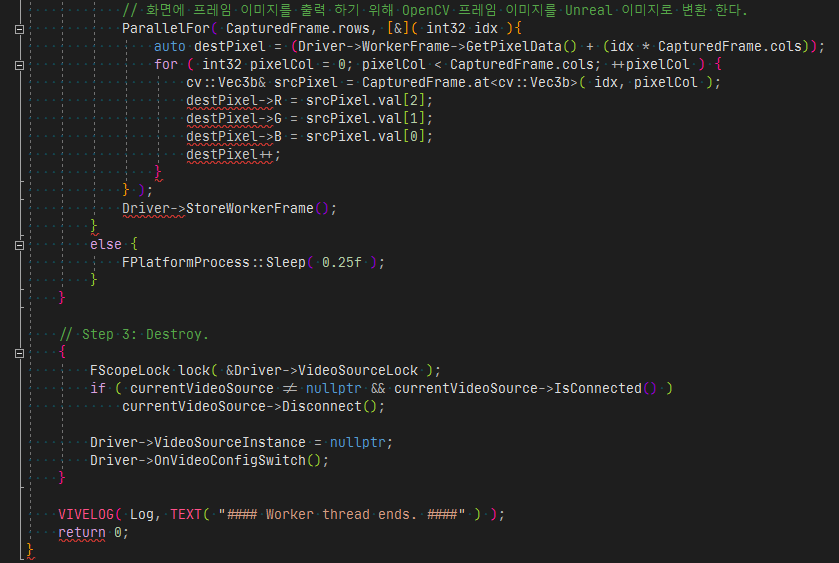 // 화면에 프레임 이미지를 출력 하기 위해 OpenCV 프레임 이미지를 Unreal 이미지로 변환 한다.
ParallelFor( CapturedFrame.rows, [&]( int32 idx ){
auto destPixel = (Driver->WorkerFrame->GetPixelData() + (idx * CapturedFrame.cols));
for ( int32 pixelCol = 0; pixelCol < CapturedFrame.cols; ++pixelCol ) {
cv::Vec3b& srcPixel = CapturedFrame.at<cv::Vec3b>( idx, pixelCol );
destPixel->R = srcPixel.val[2];
destPixel->G = srcPixel.val[1];
destPixel->B = srcPixel.val[0];
destPixel++;
}
} );
Driver->StoreWorkerFrame();
}
else {
FPlatformProcess::Sleep( 0.25f );
}
}
// Step 3: Destroy.
{
FScopeLock lock( &Driver->VideoSourceLock );
if ( currentVideoSource != nullptr && currentVideoSource->IsConnected() )
currentVideoSource->Disconnect();
Driver->VideoSourceInstance = nullptr;
Driver->OnVideoConfigSwitch();
}
VIVELOG( Log, TEXT( "#### Worker thread ends. ####" ) );
return 0;
}